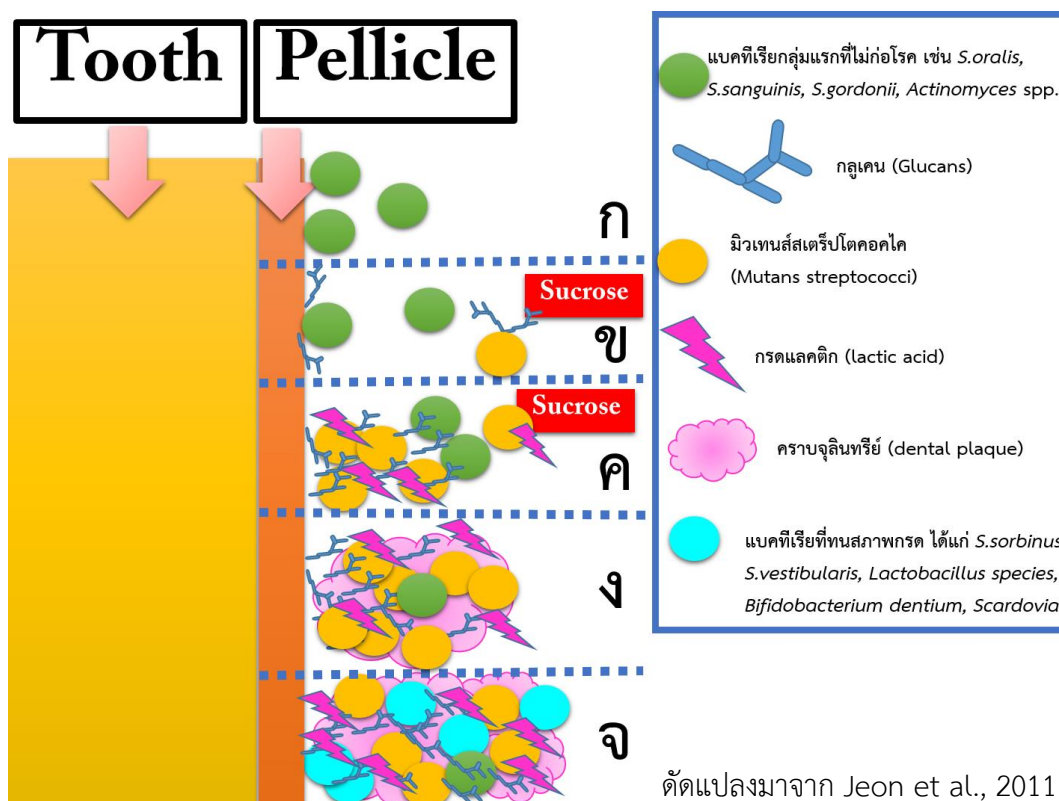 Tooth
Pellicle
ก
Sucrose
ข
Sucrose
ค
ง
จ
แบคทีเรียกลุ่มแรกที่ไม่ก่อโรค เช่น S.oralis,
S.sanguinis, S.gordonii, Actinomyces spp.
กลูเคน (Glucans)
มิวเทนส์สเตร็ปโตคอคไค
(Mutans streptococci)
กรดแลคติก (lactic acid)
คราบจุลินทรีย์ (dental plaque)
แบคทีเรียที่ทนสภาพกรด ได้แก่ S.sorbinus
S.vestibularis, Lactobacillus species,
Bifidobacterium dentium, Scardovia
ดัดแปลงมาจาก Jeon et al., 2011